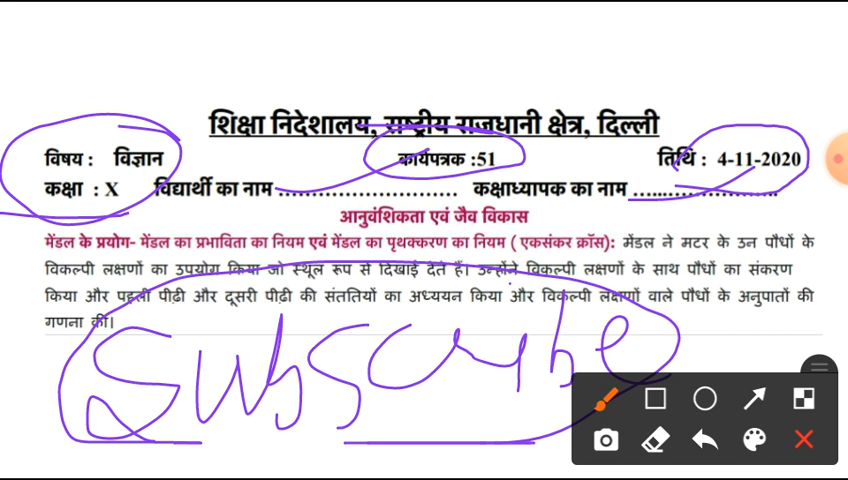 शिक्षा निदेशालय, राष्ट्रीय राजधानी क्षेत्र, दिल्ली
विषय : विज्ञान कार्यपत्रक :51 तिथि : 4-11-2020
कक्षा : X विद्यार्थी का नाम ............................ कक्षाध्यापक का नाम ......................
आनुवंशिकता एवं जैव विकास
मेंडल के प्रयोग- मेंडल का प्रभाविता का नियम एवं मेंडल का पृथक्करण का नियम ( एकसंकर क्रॉस): मेंडल ने मटर के उन पौधों के
विकल्पी लक्षणों का उपयोग किया जो स्थूल रूप से दिखाई देते हैं। उन्होंने विकल्पी लक्षणों के साथ पौधों का संकरण
किया और पहली पीढ़ी और दूसरी पीढ़ी की संततियों का अध्ययन किया और विकल्पी लक्षणों वाले पौधों के अनुपातों की
गणना की।
Subscribe